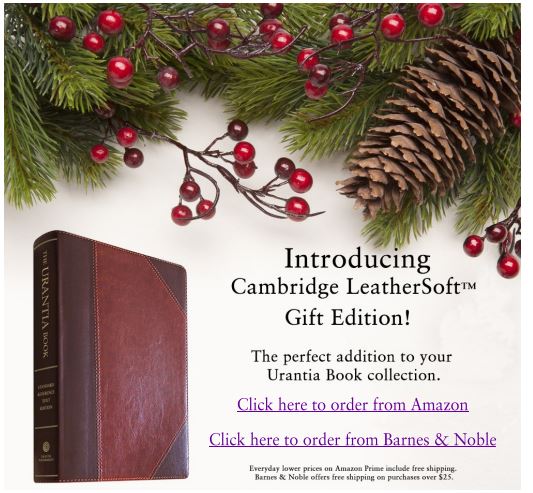 Introducing
Cambridge LeatherSoft™
Gift Edition!
The perfect addition to your
Urantia Book collection.
Click here to order from Amazon
Click here to order from Barnes & Noble
Everyday lower prices on Amazon Prime include free shipping.
Barnes & Noble offers free shipping on purchases over $25.
THE URANTIA BOOK
STANDARD
REFERENCE
TEXT
EDITION